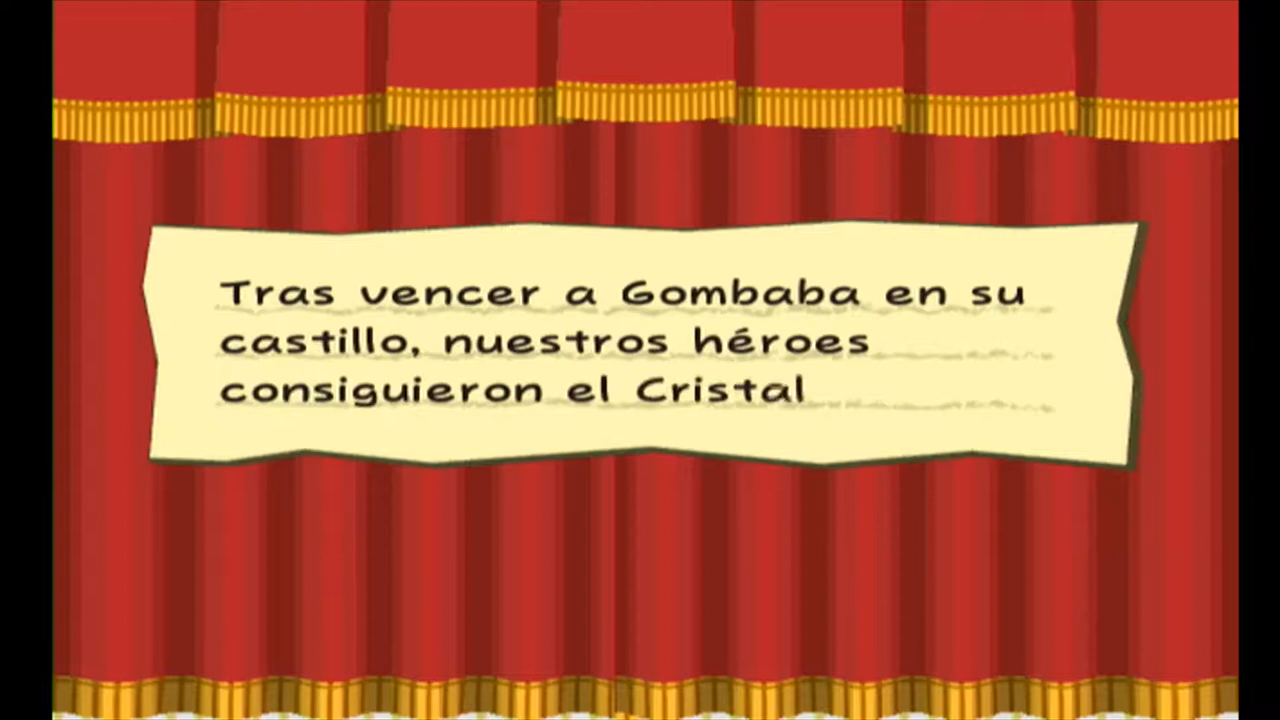 Tras vencer a Gombaba en su
castillo, nuestros héroes
consiguieron el Cristal